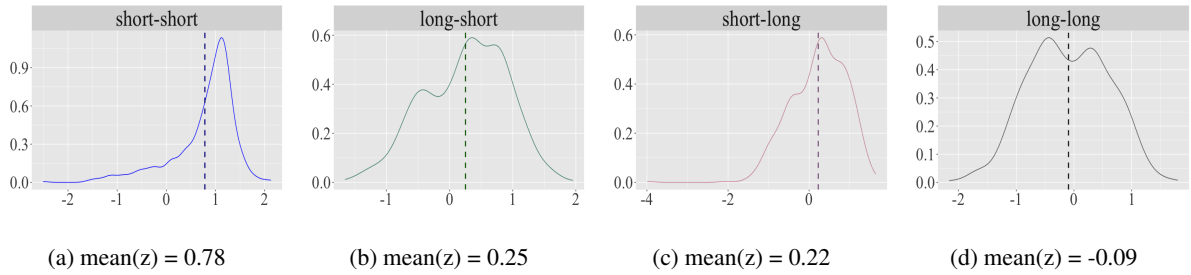 short-short
0.9
0.6
0.3
0.0
-2 -1 0 1 2
(a) mean(z) = 0.78
long-short
0.6
0.4
0.2
0.0
-1 0 1 2
(b) mean(z) = 0.25
short-long
0.6
0.4
0.2
0.0
-4 -2 0
(c) mean(z) = 0.22
long-long
0.5
0.4
0.3
0.2
0.1
0.0
-2 -1 0 1
(d) mean(z) = -0.09